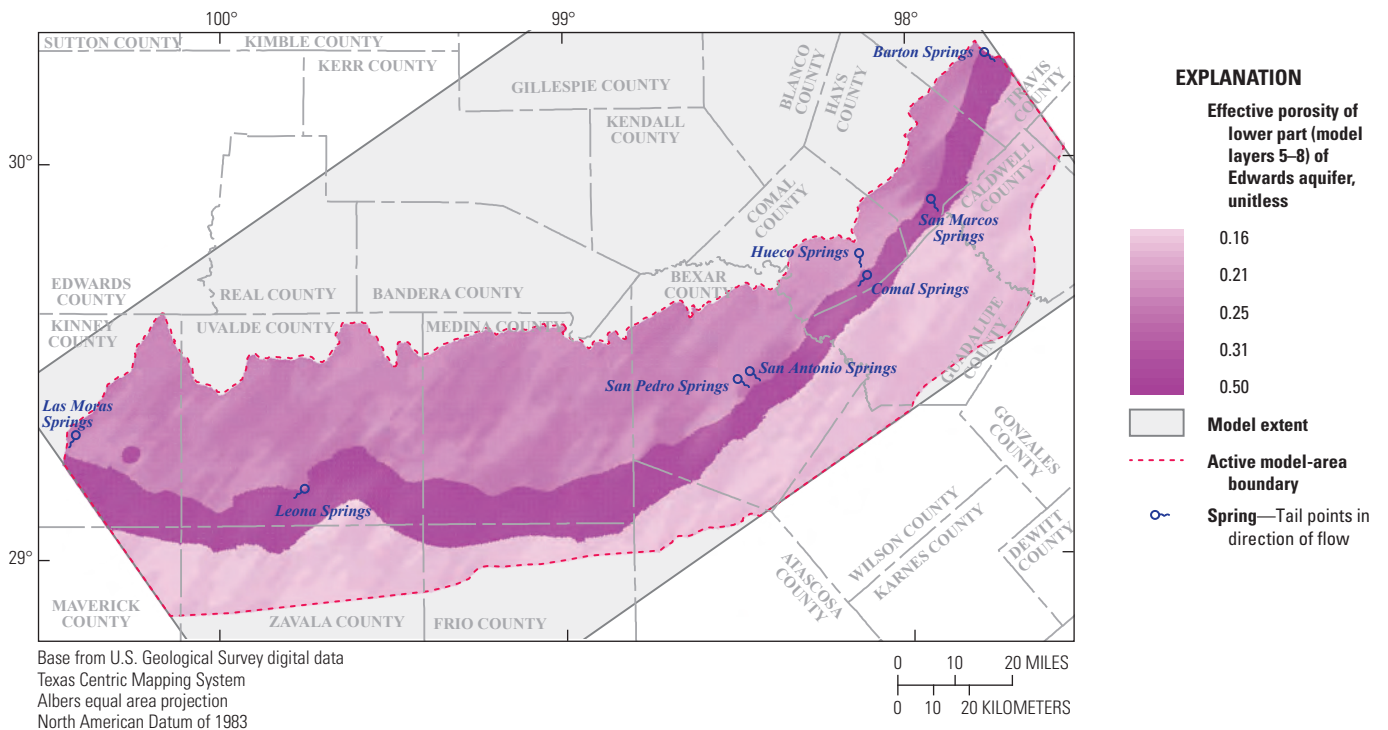 100°
99°
98°
SUTTON COUNTY
KIMBLE COUNTY
KERR COUNTY
GILLESPIE COUNTY
KENDALL
COUNTY
BLANCO
COUNTY
HAYS
COUNTY
Barton Springs
TRAVIS
COUNTY
30°
COMAL
COUNTY
CALDWELL
COUNTY
San Marcos
Springs
Hueco Springs
Comal Springs
BEXAR
COUNTY
EDWARDS
COUNTY
REAL COUNTY
BANDERA COUNTY
KINNEY
COUNTY
UVALDE COUNTY
MEDINA COUNTY
GUADALUPE
COUNTY
San Antonio Springs
San Pedro Springs
Las Moras
Springs
GONZALES
COUNTY
Leona Springs
WILSON COUNTY
KARNES COUNTY
DEWITT
COUNTY
29°
ATASCOSA
COUNTY
MAVERICK
COUNTY
ZAVALA COUNTY
FRIO COUNTY
Base from U.S. Geological Survey digital data
Texas Centric Mapping System
Albers equal area projection
North American Datum of 1983
0 10 20 MILES
0 10 20 KILOMETERS
EXPLANATION
Effective porosity of
lower part (model
layers 5–8) of
Edwards aquifer,
unitless
0.16
0.21
0.25
0.31
0.50
Model extent
Active model-area
boundary
Spring—Tail points in
direction of flow